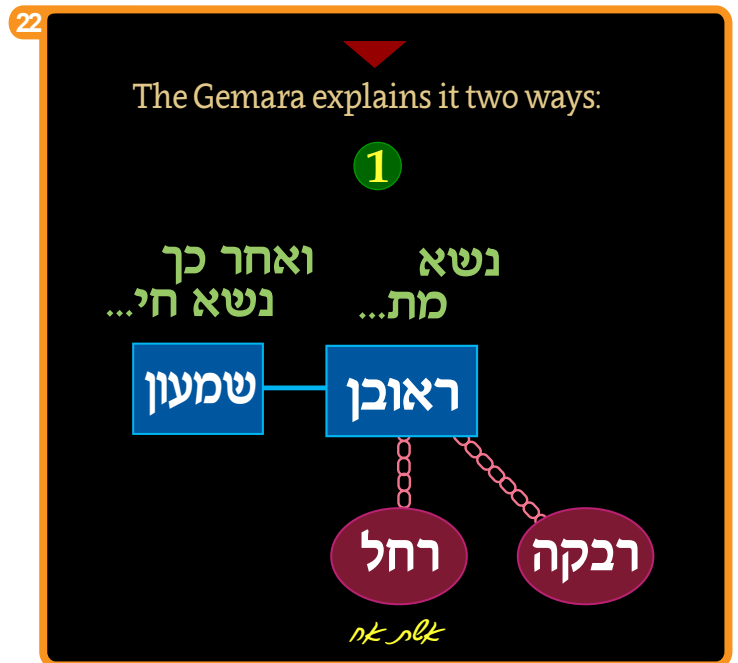 22
The Gemara explains it two ways:
1
נשא
מת...
ואחר כך
נשא חי...
ראובן
שמעון
רבקה
רחל
אשת אח